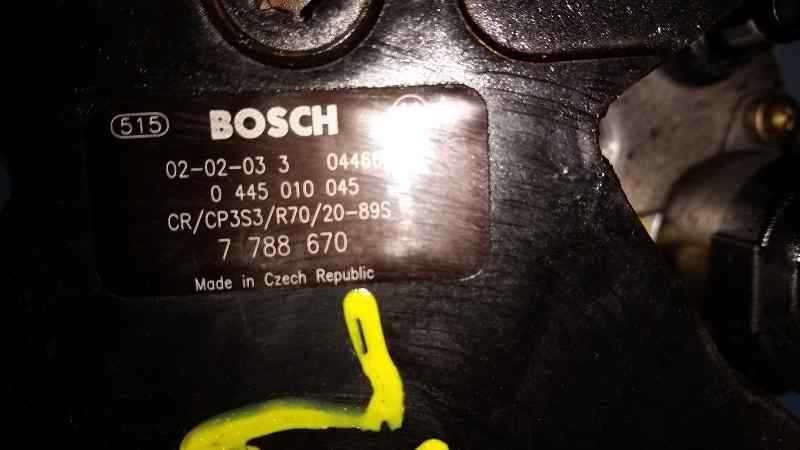 515 BOSCH
02-02-03 3
0 445 010 045
CR/CP3S3/R70/20-89S
7 788 670
Made in Czech Republic